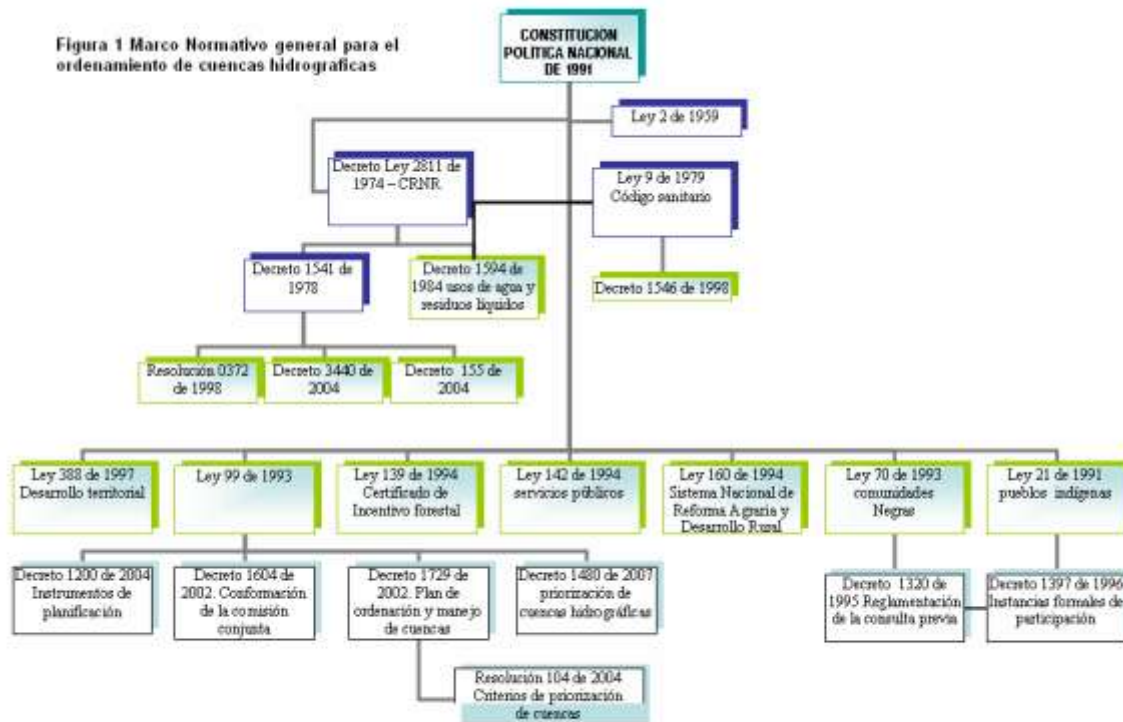 Figura 1 Marco Normativo general para el
ordenamiento de cuencas hidrograficas
CONSTITUCIÓN
POLÍTICA NACIONAL
DE 1991
Ley 2 de 1959
Decreto Ley 2811 de
1974 – CRNR
Ley 9 de 1979
Código sanitario
Decreto 1541 de
1978
Decreto 1594 de
1984 usos de agua y
residuos líquidos
Decreto 1546 de 1998
Resolución 0372
de 1998
Decreto 3440 de
2004
Decreto 155 de
2004
Ley 388 de 1997
Desarrollo territorial
Ley 99 de 1993
Ley 139 de 1994
Certificado de
Incentivo forestal
Ley 142 de 1994
servicios públicos
Ley 160 de 1994
Sistema Nacional de
Reforma Agraria y
Desarrollo Rural
Ley 70 de 1993
comunidades
Negras
Ley 21 de 1991
pueblos indígenas
Decreto 1200 de 2004
Instrumentos de
planificación
Decreto 1604 de
2002. Conformación
de la comisión
conjunta
Decreto 1729 de
2002. Plan de
ordenación y manejo
de cuencas
Decreto 1480 de 2007
priorización de
cuencas hidrográficas
Decreto 1320 de
1995 Reglamentación
de la consulta previa
Decreto 1397 de 1996
Instancias formales de
participación
Resolución 104 de 2004
Criterios de priorización
de cuencas